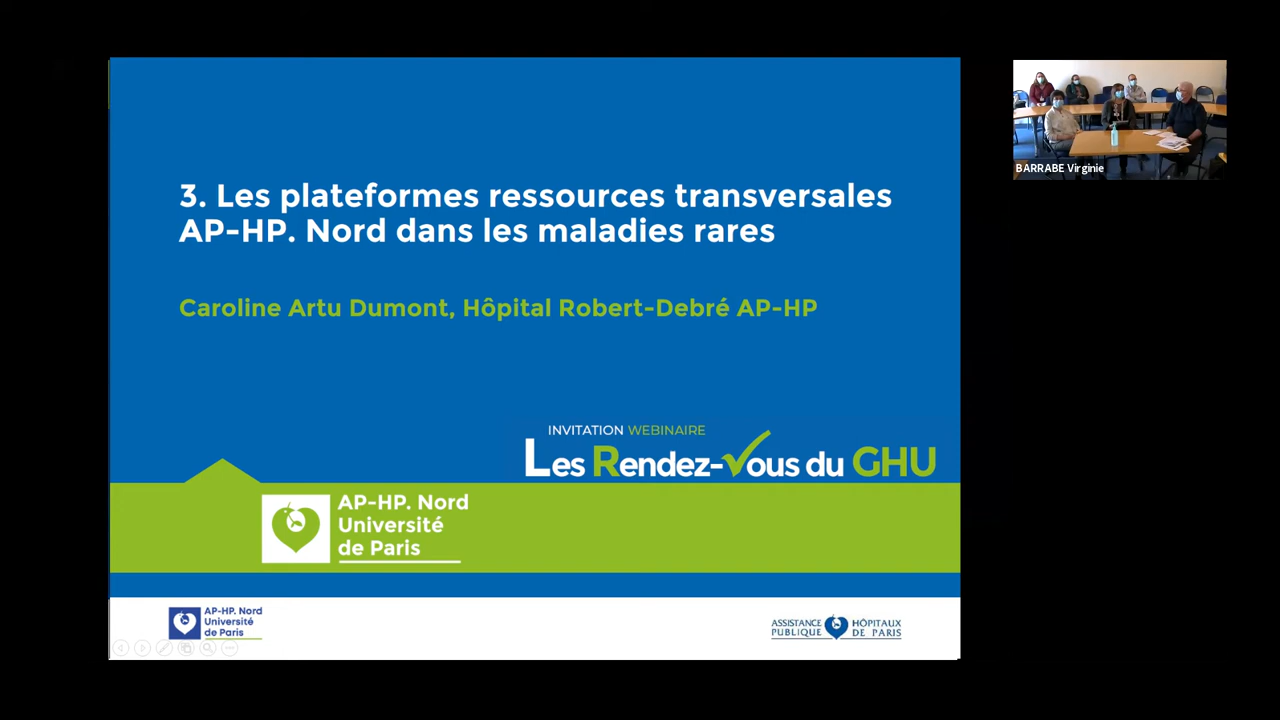 3. Les plateformes ressources transversales
AP-HP. Nord dans les maladies rares
Caroline Artu Dumont, Hôpital Robert-Debré AP-HP
INVITATION WEBINAIRE
Les Rendez-Vous du GHU
AP-HP. Nord
Université
de Paris
AP-HP. Nord
Université
de Paris
ASSISTANCE HÔPITAUX
PUBLIQUE DE PARIS
BARRABE Virginie